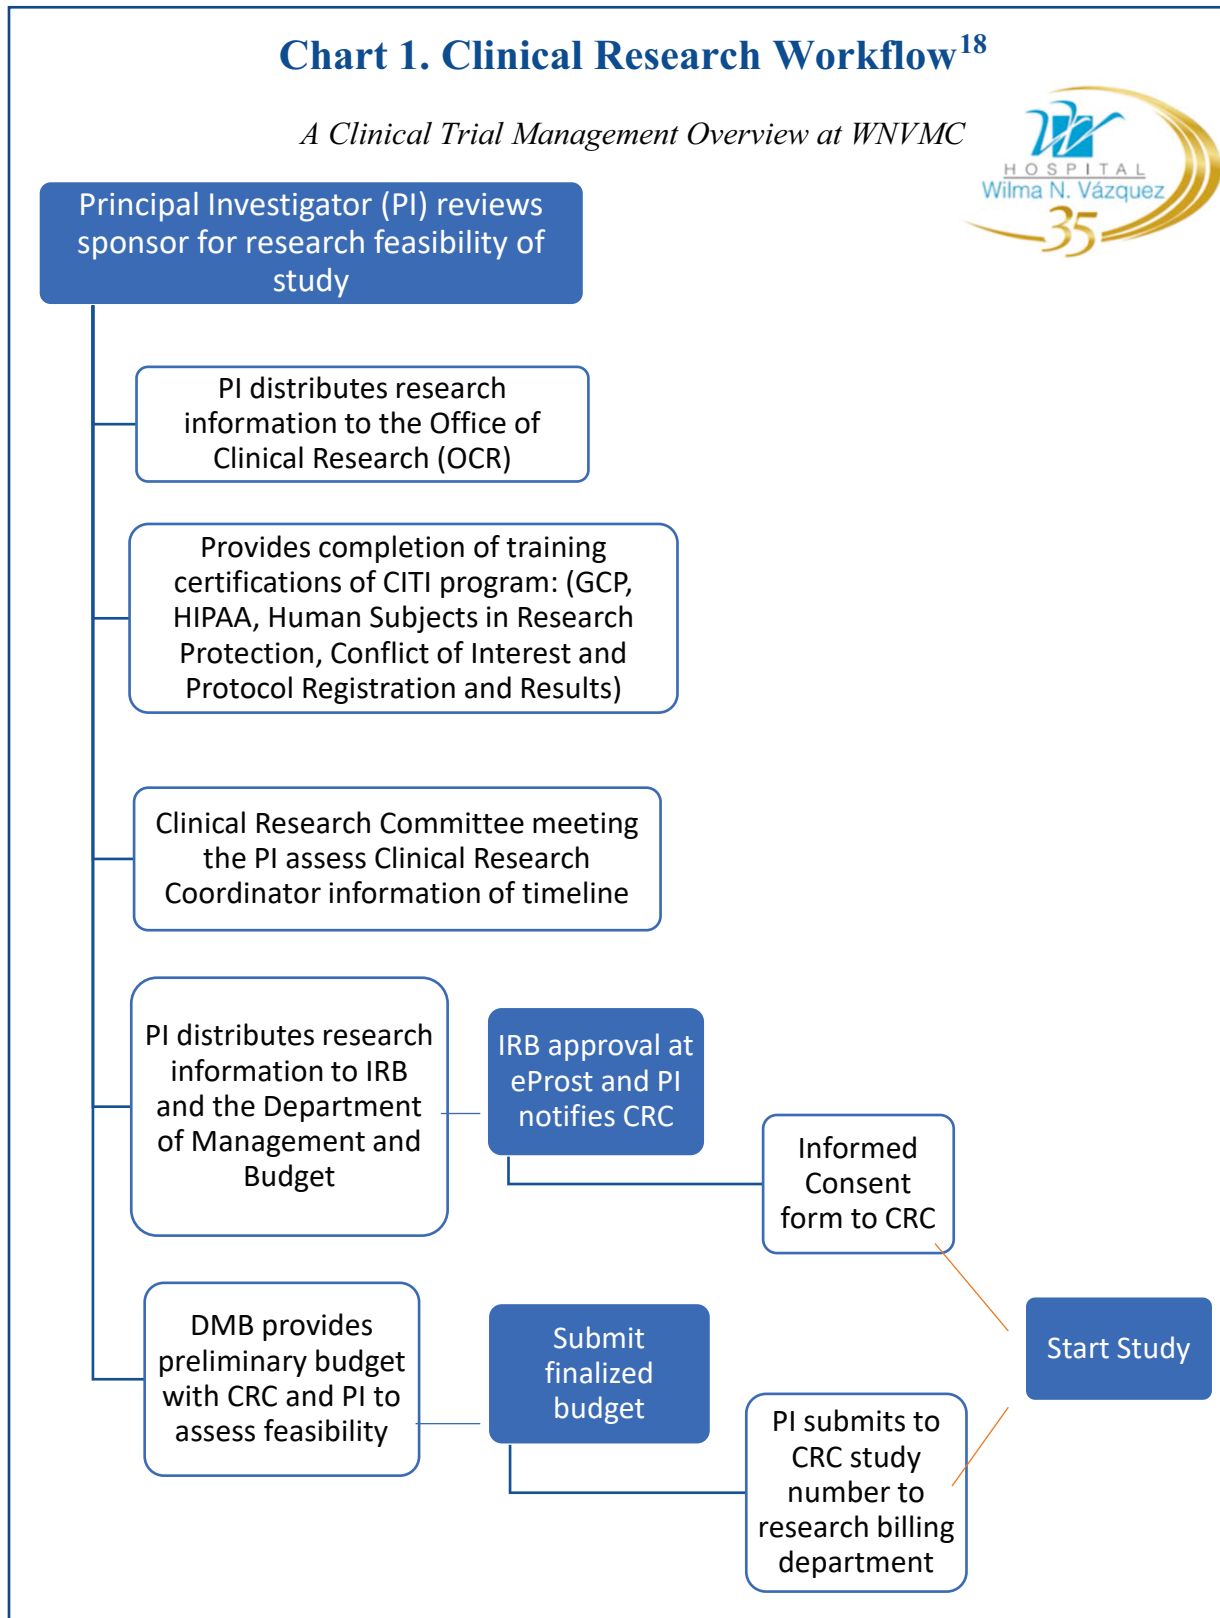 Chart 1. Clinical Research Workflow18
A Clinical Trial Management Overview at WNVMC
HOSPITAL
Wilma N. Vázquez
35
Principal Investigator (PI) reviews
sponsor for research feasibility of
study
PI distributes research
information to the Office of
Clinical Research (OCR)
Provides completion of training
certifications of CITI program: (GCP,
HIPAA, Human Subjects in Research
Protection, Conflict of Interest and
Protocol Registration and Results)
Clinical Research Committee meeting
the PI assess Clinical Research
Coordinator information of timeline
PI distributes research
information to IRB
and the Department
of Management and
Budget
IRB approval at
eProst and PI
notifies CRC
Informed
Consent
form to CRC
DMB provides
preliminary budget
with CRC and PI to
assess feasibility
Submit
finalized
budget
PI submits to
CRC study
number to
research billing
department
Start Study